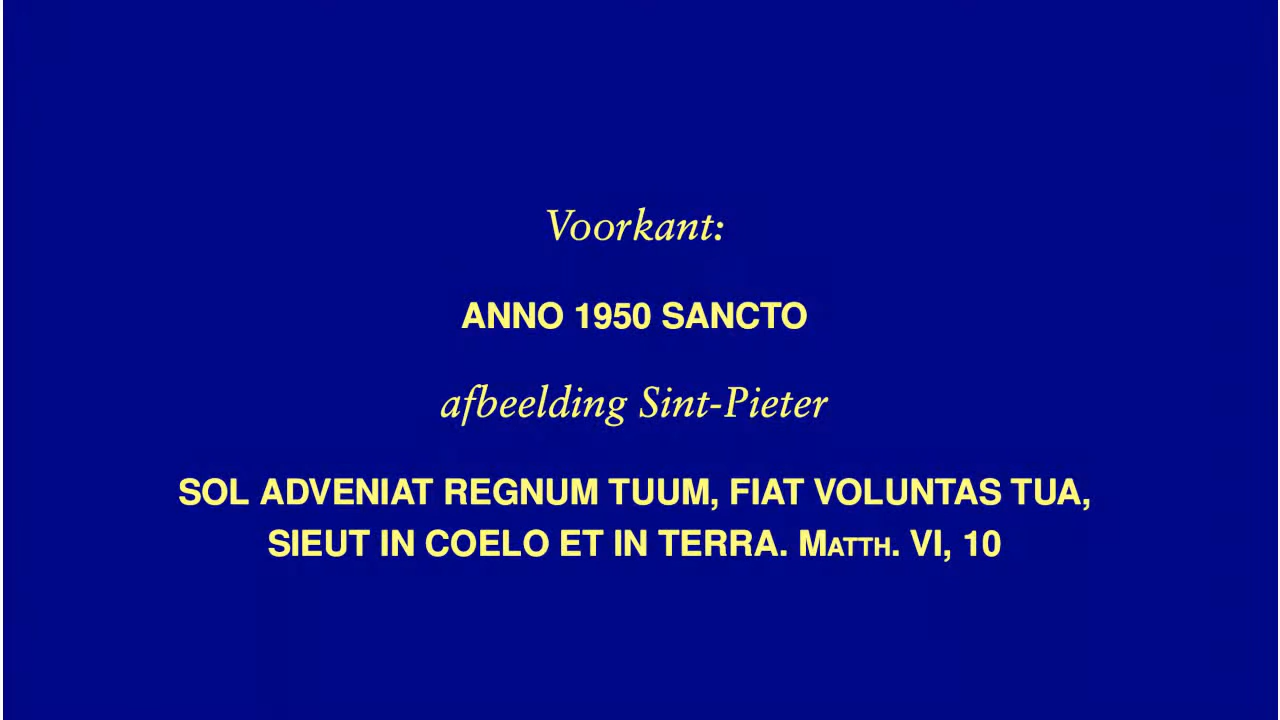 Voorkant:
ANNO 1950 SANCTO
afbeelding Sint-Pieter
SOL ADVENIAT REGNUM TUUM, FIAT VOLUNTAS TUA,
SIEUT IN COELO ET IN TERRA. MATTH. VI, 10